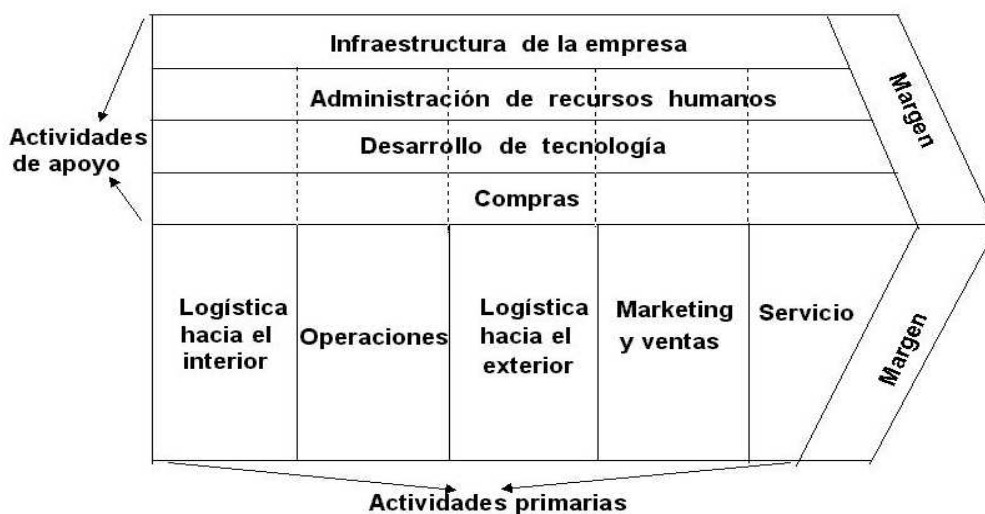 Infraestructura de la empresa
Administración de recursos humanos
Desarrollo de tecnología
Compras
Actividades
de apoyo
Margen
Logística
hacia el
interior
Operaciones
Logística
hacia el
exterior
Marketing
y ventas
Servicio
Margen
Actividades primarias